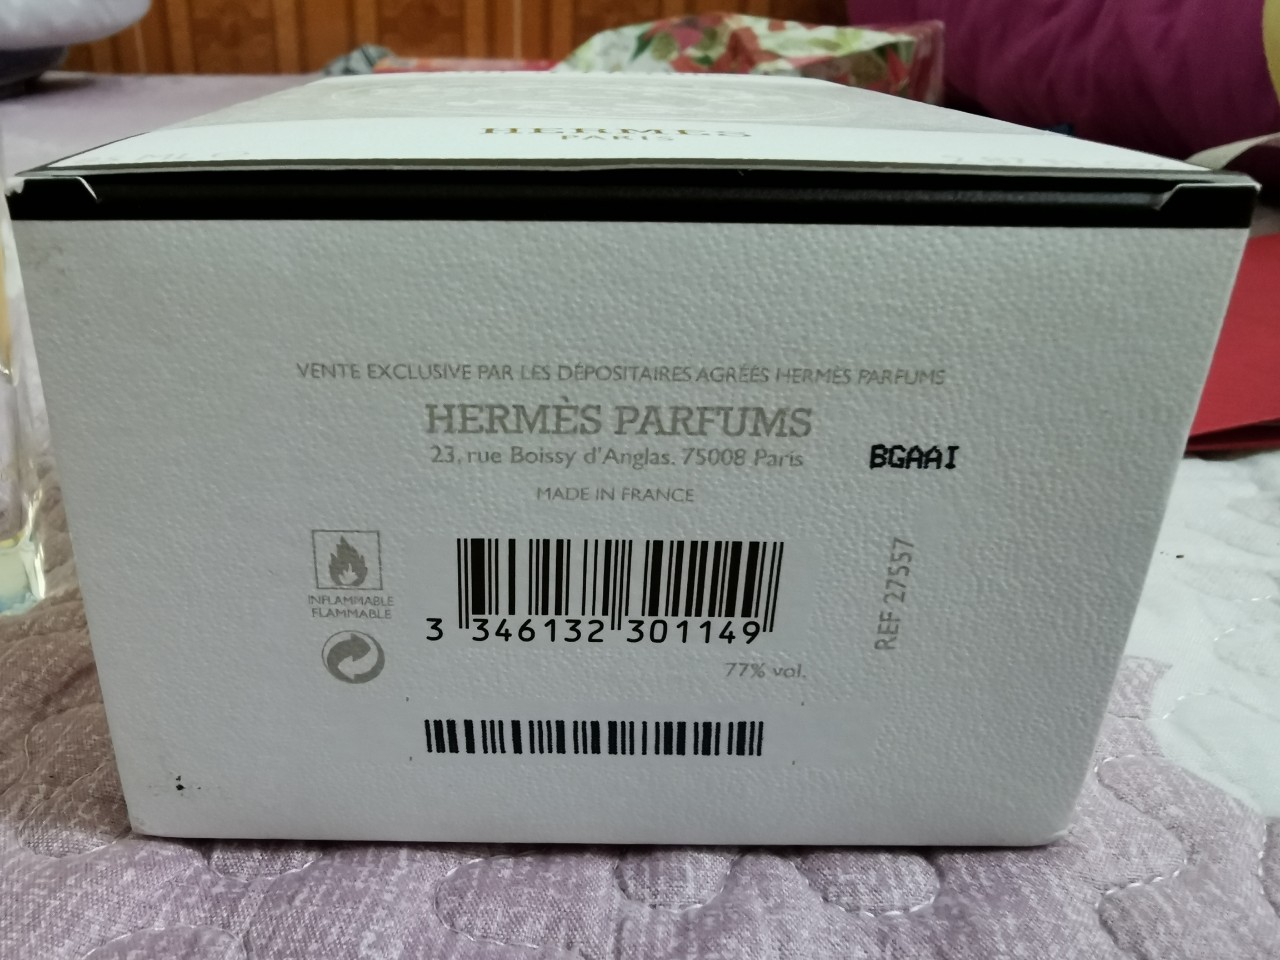 HERMÈS
PARIS
VENTE EXCLUSIVE PAR LES DÉPOSITAIRES AGRÉÉS HERMÈS PARFUMS
HERMÈS PARFUMS
23, rue Boissy d'Anglas. 75008 Paris
BGAAI
MADE IN FRANCE
INFLAMMABLE
FLAMMABLE
3 346132 301149
REF 27557
77% vol.